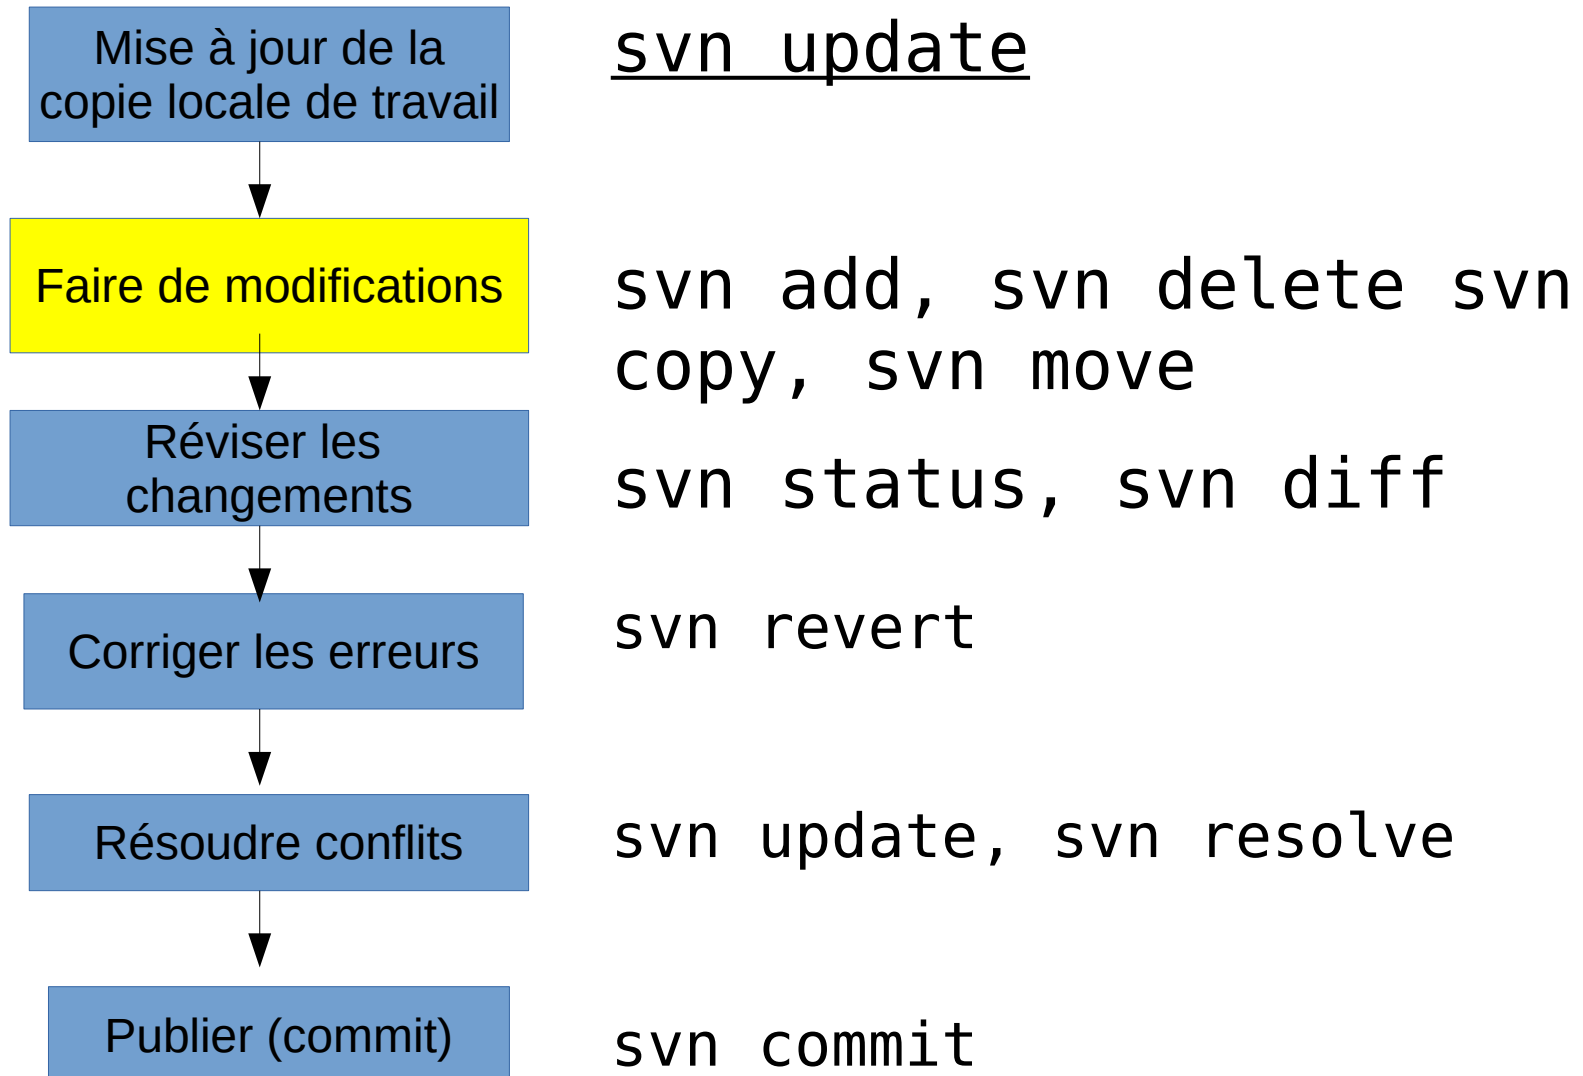 Mise à jour de la
copie locale de travail
svn update
Faire de modifications
svn add, svn delete svn
copy, svn move
Réviser les
changements
svn status, svn diff
Corriger les erreurs
svn revert
Résoudre conflits
svn update, svn resolve
Publier (commit)
svn commit